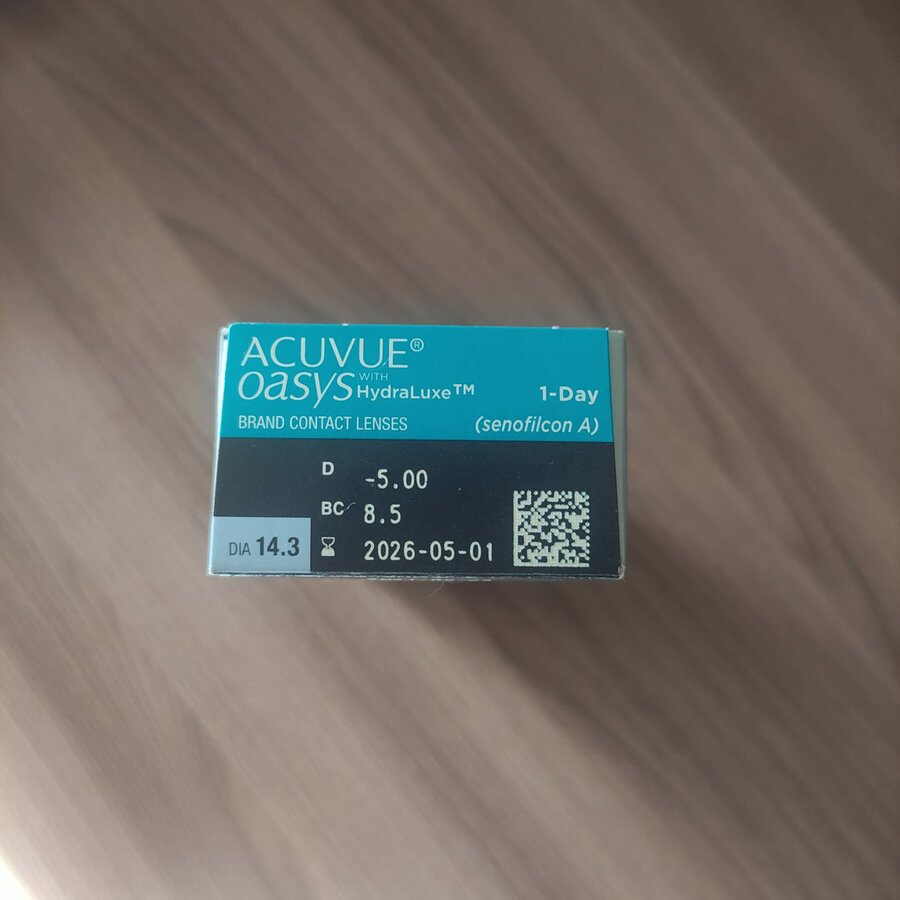 ACUVUE®
oasys WITH HydraLuxe™ 1-Day
BRAND CONTACT LENSES (senofilcon A)
D -5.00
BC 8.5
DIA 14.3 2026-05-01